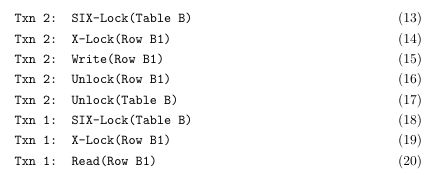 Txn 2: SIX-Lock(Table B) (13)
Txn 2: X-Lock(Row B1) (14)
Txn 2: Write(Row B1) (15)
Txn 2: Unlock(Row B1) (16)
Txn 2: Unlock(Table B) (17)
Txn 1: SIX-Lock(Table B) (18)
Txn 1: X-Lock(Row B1) (19)
Txn 1: Read(Row B1) (20)